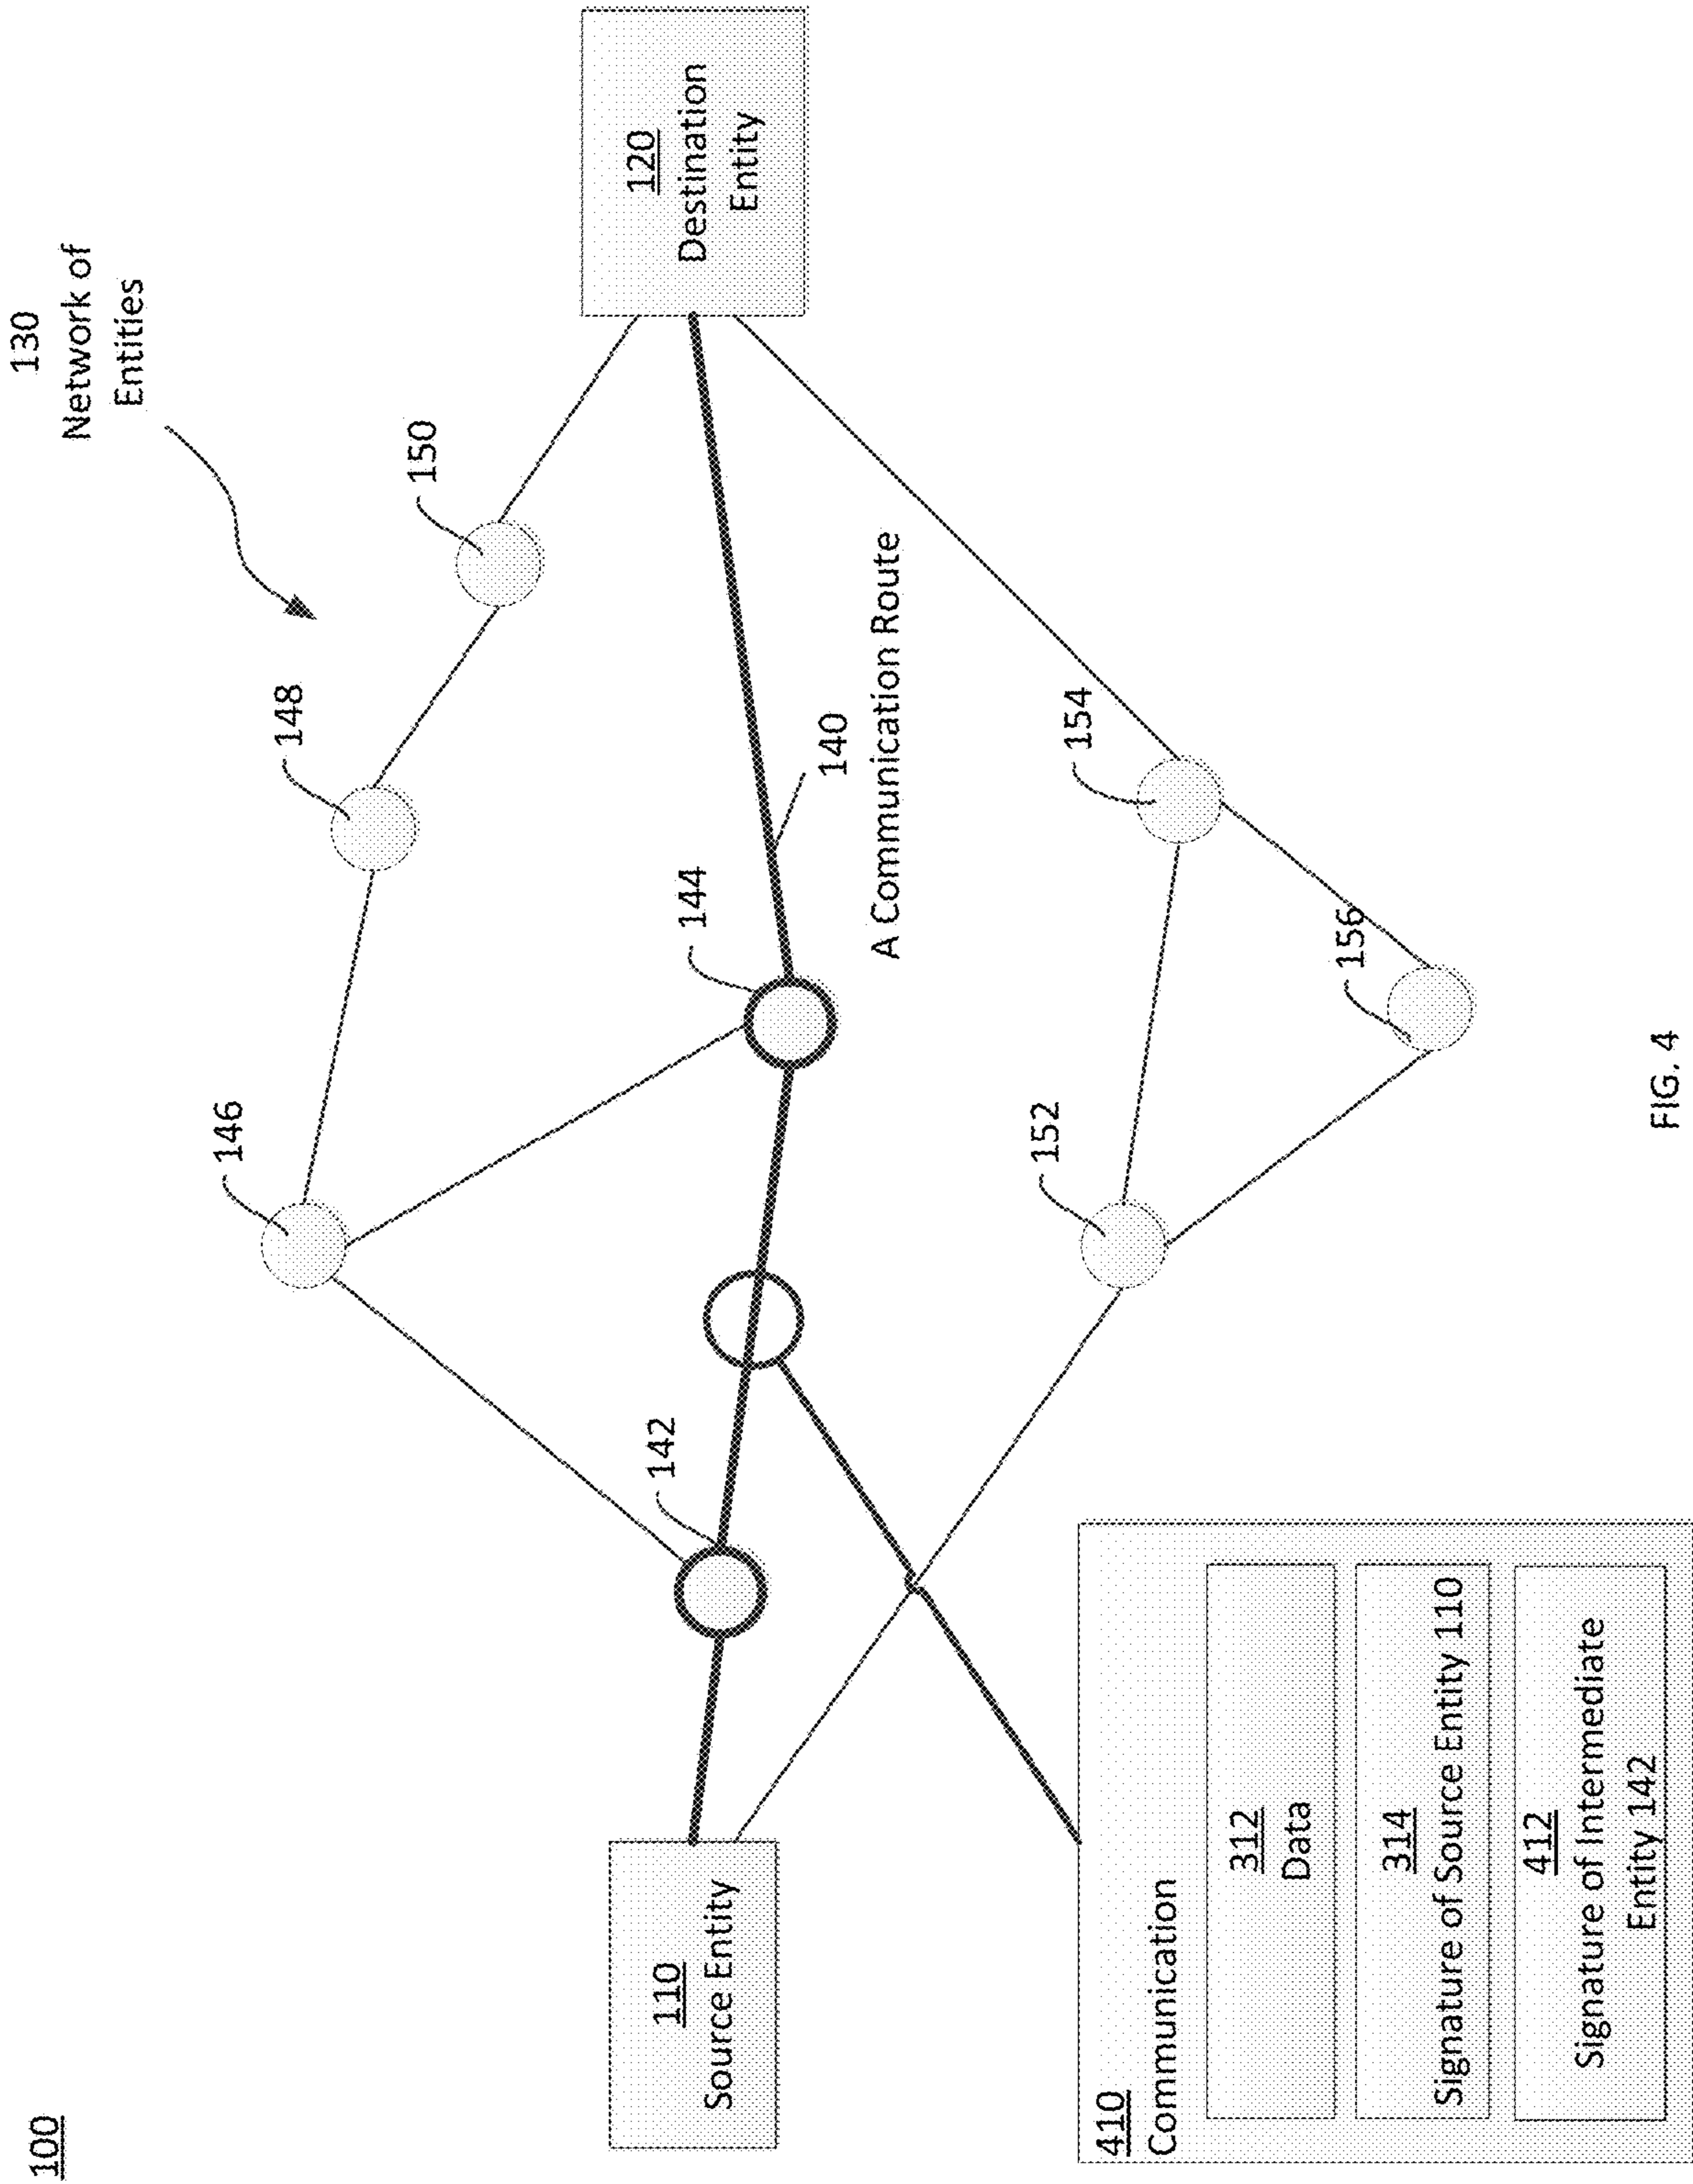 100
130
Network of
Entities
146
148
150
110
Source Entity
142
144
120
Destination
Entity
140
A Communication Route
152
154
156
410
Communication
312
Data
314
Signature of Source Entity 110
412
Signature of Intermediate
Entity 142
FIG. 4